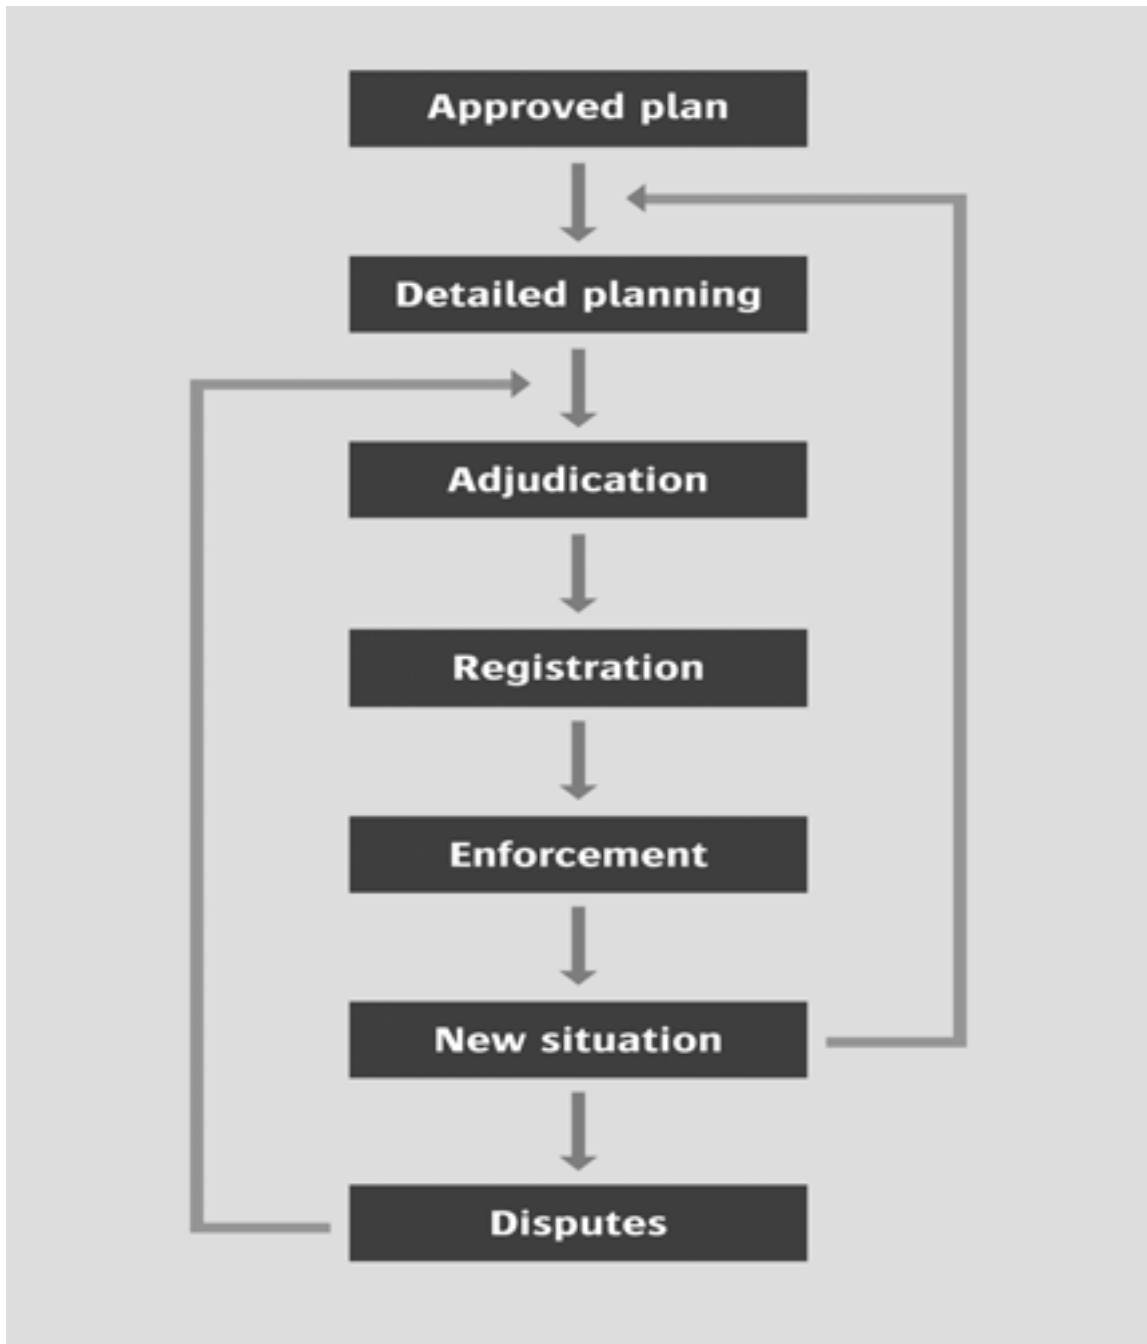 Approved plan
Detailed planning
Adjudication
Registration
Enforcement
New situation
Disputes